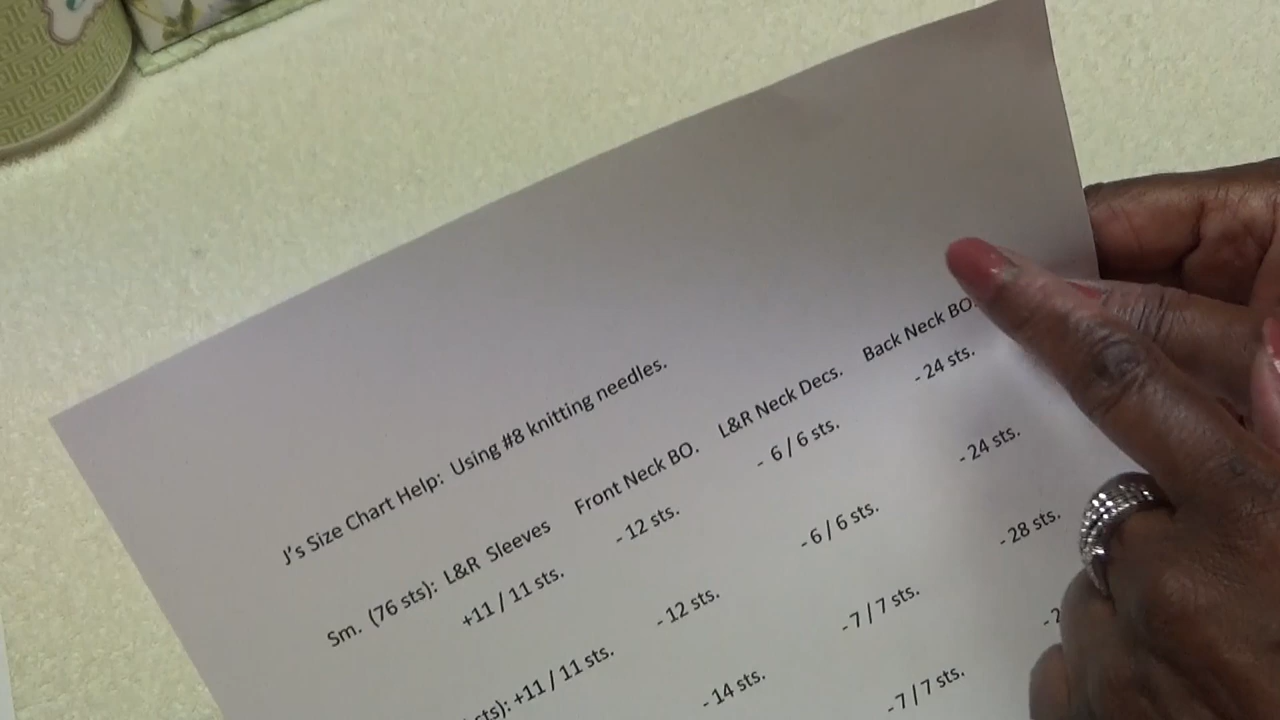 J's Size Chart Help: Using #8 knitting needles.
Sm. (76 sts): L&R Sleeves Front Neck BO. L&R Neck Decs. Back Neck BO.
+11 / 11 sts. - 12 sts. - 6 / 6 sts. - 24 sts.
sts): +11 / 11 sts. - 12 sts. - 6 / 6 sts. - 24 sts.
- 14 sts. - 7 / 7 sts. - 28 sts.
- 7 / 7 sts.